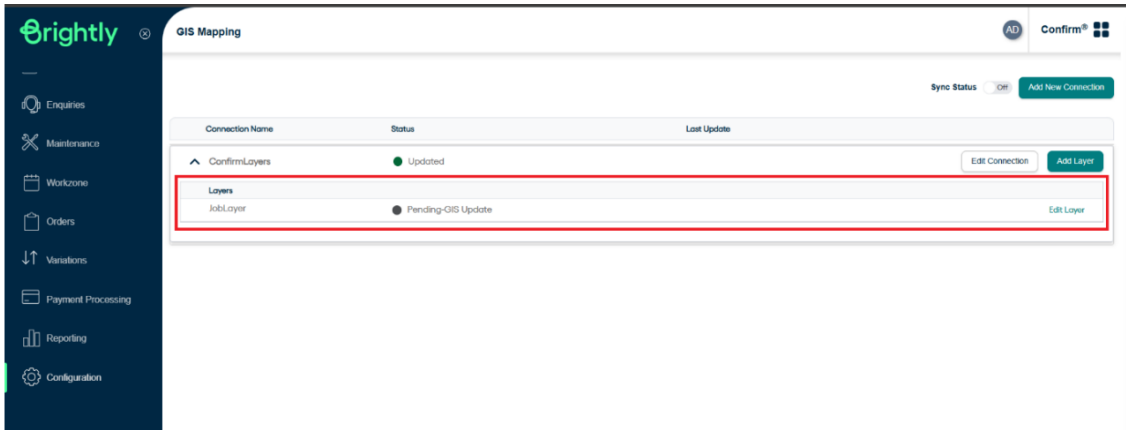 Brightly
GIS Mapping
AD
Confirm®
Enquiries
Maintenance
Workzone
Orders
Variations
Payment Processing
Reporting
Configuration
Sync Status Off Add New Connection
Connection Name Status Last Update
ConfirmLayers Updated Edit Connection Add Layer
Layers
JobLayer Pending-GIS Update Edit Layer